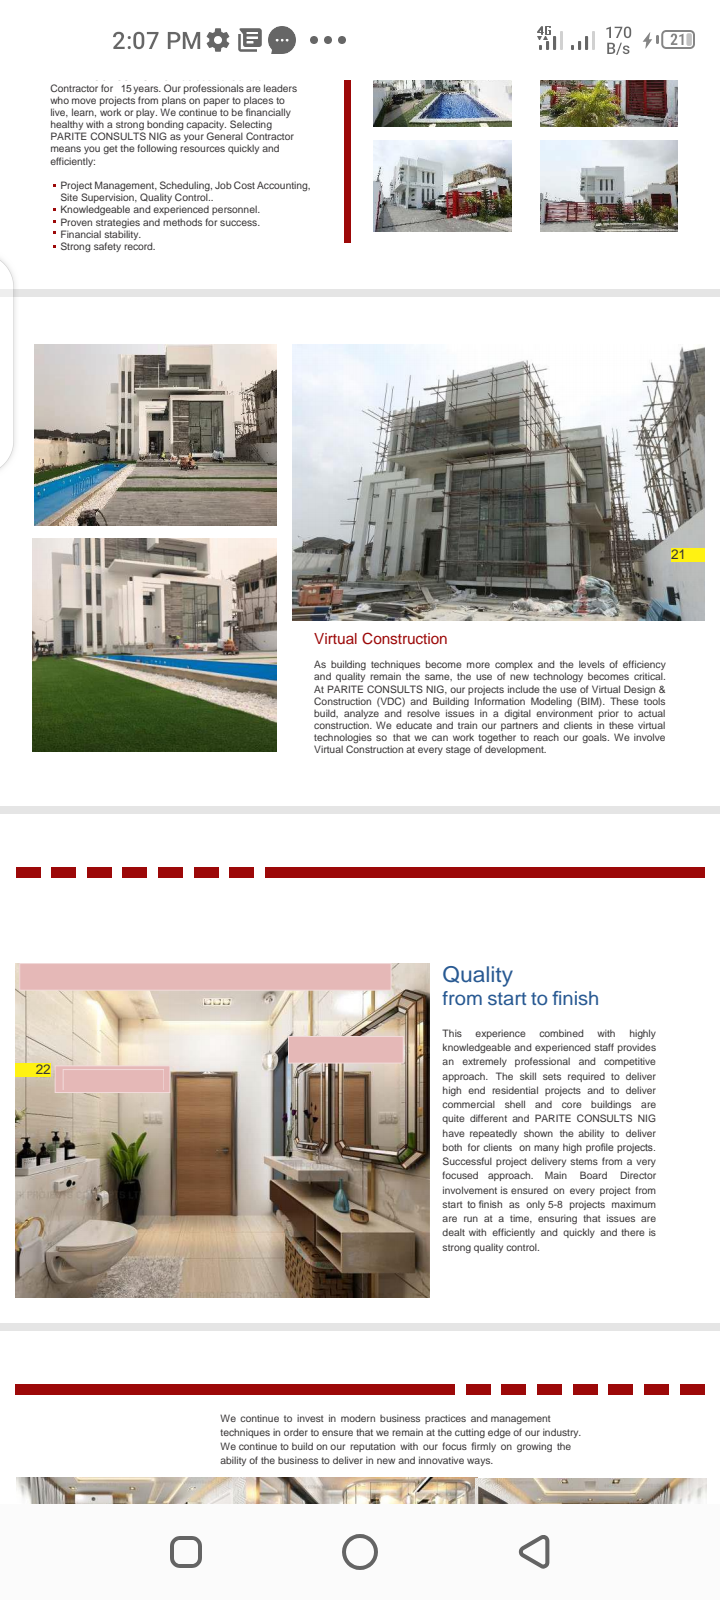 2:07 PM
4G
170
B/s
21
Contractor for 15 years. Our professionals are leaders
who move projects from plans on paper to places to
live, learn, work or play. We continue to be financially
healthy with a strong bonding capacity. Selecting
PARITE CONSULTS NIG as your General Contractor
means you get the following resources quickly and
efficiently:
Project Management, Scheduling, Job Cost Accounting,
Site Supervision, Quality Control..
Knowledgeable and experienced personnel.
Proven strategies and methods for success.
Financial stability.
Strong safety record.
21
Virtual Construction
As building techniques become more complex and the levels of efficiency
and quality remain the same, the use of new technology becomes critical.
At PARITE CONSULTS NIG, our projects include the use of Virtual Design &
Construction (VDC) and Building Information Modeling (BIM). These tools
build, analyze and resolve issues in a digital environment prior to actual
construction. We educate and train our partners and clients in these virtual
technologies so that we can work together to reach our goals. We involve
Virtual Construction at every stage of development.
22
Quality
from start to finish
This experience combined with highly
knowledgeable and experienced staff provides
an extremely professional and competitive
approach. The skill sets required to deliver
high end residential projects and to deliver
commercial shell and core buildings are
quite different and PARITE CONSULTS NIG
have repeatedly shown the ability to deliver
both for clients on many high profile projects.
Successful project delivery stems from a very
focused approach. Main Board Director
involvement is ensured on every project from
start to finish as only 5-8 projects maximum
are run at a time, ensuring that issues are
dealt with efficiently and quickly and there is
strong quality control.
We continue to invest in modern business practices and management
techniques in order to ensure that we remain at the cutting edge of our industry.
We continue to build on our reputation with our focus firmly on growing the
ability of the business to deliver in new and innovative ways.